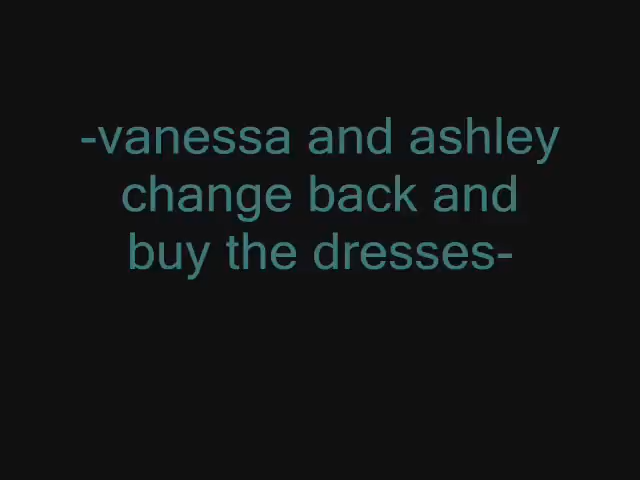 -vanessa and ashley
change back and
buy the dresses-